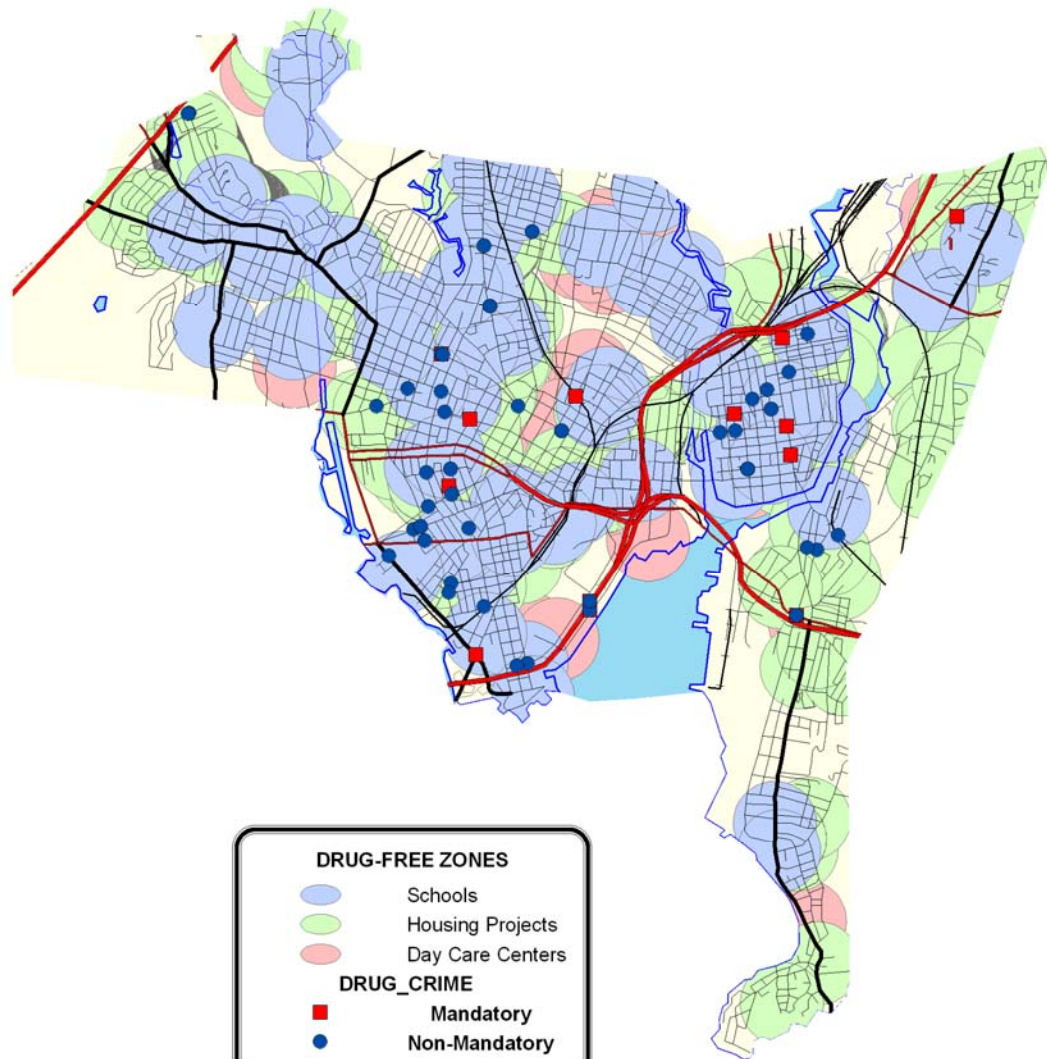 DRUG-FREE ZONES
Schools
Housing Projects
Day Care Centers
DRUG_CRIME
Mandatory
Non-Mandatory